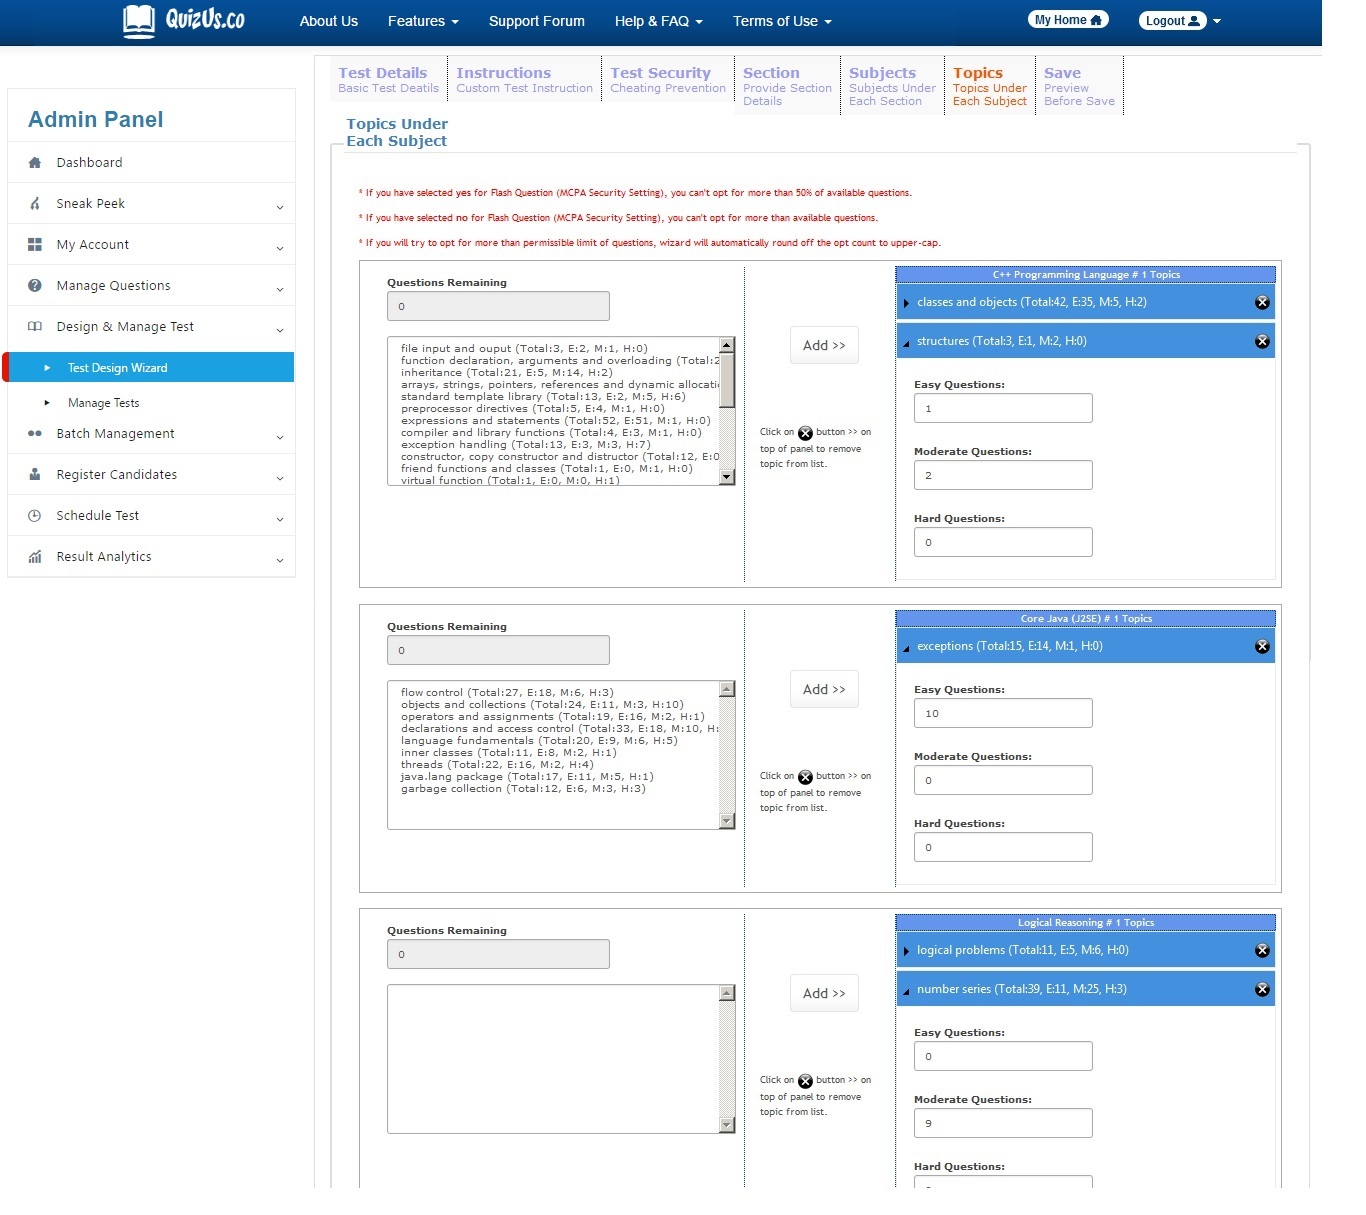 QuizUs.co
About Us
Features
Support Forum
Help & FAQ
Terms of Use
My Home
Logout
Admin Panel
Dashboard
Sneak Peek
My Account
Manage Questions
Design & Manage Test
Test Design Wizard
Manage Tests
Batch Management
Register Candidates
Schedule Test
Result Analytics
Test Details
Basic Test Deatils
Instructions
Custom Test Instruction
Test Security
Cheating Prevention
Section
Provide Section
Details
Subjects
Subjects Under
Each Section
Topics
Topics Under
Each Subject
Save
Preview
Before Save
Topics Under
Each Subject
* If you have selected yes for Flash Question (MCPA Security Setting), you can't opt for more than 50% of available questions.
* If you have selected no for Flash Question (MCPA Security Setting), you can't opt for more than available questions.
* If you will try to opt for more than permissible limit of questions, wizard will automatically round off the opt count to upper-cap.
Questions Remaining
0
file input and ouput (Total:3, E:2, M:1, H:0)
function declaration, arguments and overloading (Total:2
inheritance (Total:21, E:5, M:14, H:2)
arrays, strings, pointers, references and dynamic allocati
standard template library (Total:13, E:2, M:5, H:6)
preprocessor directives (Total:5, E:4, M:1, H:0)
expressions and statements (Total:52, E:51, M:1, H:0)
compiler and library functions (Total:4, E:3, M:1, H:0)
exception handling (Total:13, E:3, M:3, H:7)
constructor, copy constructor and distructor (Total:12, E:0
friend functions and classes (Total:1, E:0, M:1, H:0)
virtual function (Total:1, E:0, M:0, H:1)
Add >>
Click on button >> on
top of panel to remove
topic from list.
C++ Programming Language # 1 Topics
classes and objects (Total:42, E:35, M:5, H:2)
structures (Total:3, E:1, M:2, H:0)
Easy Questions:
1
Moderate Questions:
2
Hard Questions:
0
Questions Remaining
0
flow control (Total:27, E:18, M:6, H:3)
objects and collections (Total:24, E:11, M:3, H:10)
operators and assignments (Total:19, E:16, M:2, H:1)
declarations and access control (Total:33, E:18, M:10, H:
language fundamentals (Total:20, E:9, M:6, H:5)
inner classes (Total:11, E:8, M:2, H:1)
threads (Total:22, E:16, M:2, H:4)
java.lang package (Total:17, E:11, M:5, H:1)
garbage collection (Total:12, E:6, M:3, H:3)
Add >>
Click on button >> on
top of panel to remove
topic from list.
Core Java (J2SE) # 1 Topics
exceptions (Total:15, E:14, M:1, H:0)
Easy Questions:
10
Moderate Questions:
0
Hard Questions:
0
Questions Remaining
0
Add >>
Click on button >> on
top of panel to remove
topic from list.
Logical Reasoning # 1 Topics
logical problems (Total:11, E:5, M:6, H:0)
number series (Total:39, E:11, M:25, H:3)
Easy Questions:
0
Moderate Questions:
9
Hard Questions: